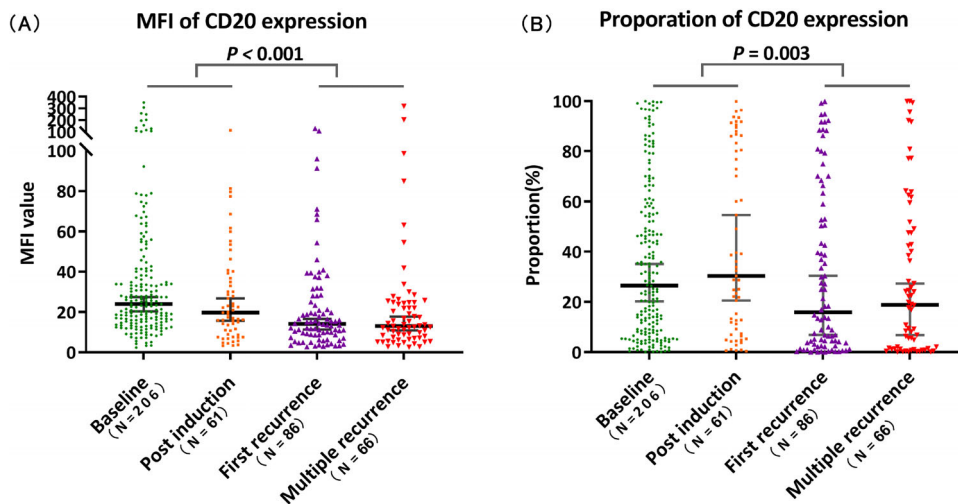 (A)
MFI of CD20 expression
P < 0.001
MFI value
400
300
200
100
100
80
60
40
20
0
Baseline
(N=206)
Post induction
(N=61)
First recurrence
(N=86)
Multiple recurrence
(N=66)
(B)
Proporation of CD20 expression
P = 0.003
Proportion(%)
100
80
60
40
20
0
Baseline
(N=206)
Post induction
(N=61)
First recurrence
(N=86)
Multiple recurrence
(N=66)